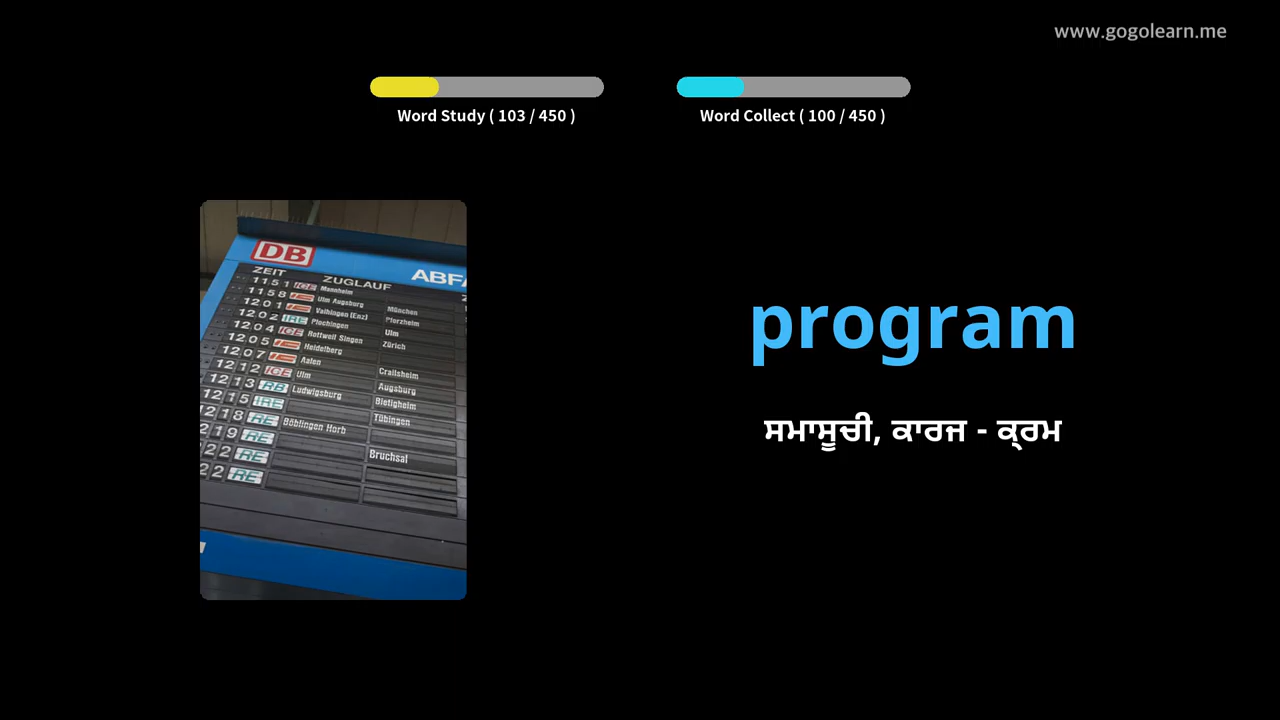 www.gogolearn.me
Word Study ( 103 / 450 )
Word Collect ( 100 / 450 )
DB
ZEIT ZUGLAUF
1151 ICE Mannheim
1158 Ulm Augsburg München
1201 Vaihingen (Enz) Pforzheim
1202 IRE Plochingen Ulm
1204 ICE Rottweil Singen Zürich
1205 Heidelberg
1207 Aalen Crailsheim
1212 ICE Ulm Augsburg
1213 RB Ludwigsburg Bietigheim
1215 IRE Tübingen
1218 RE Böblingen Horb
219 RE Bruchsal
22 RE
22 RE
program
ਸਮਾਸੂਚੀ, ਕਾਰਜ - ਕ੍ਰਮ